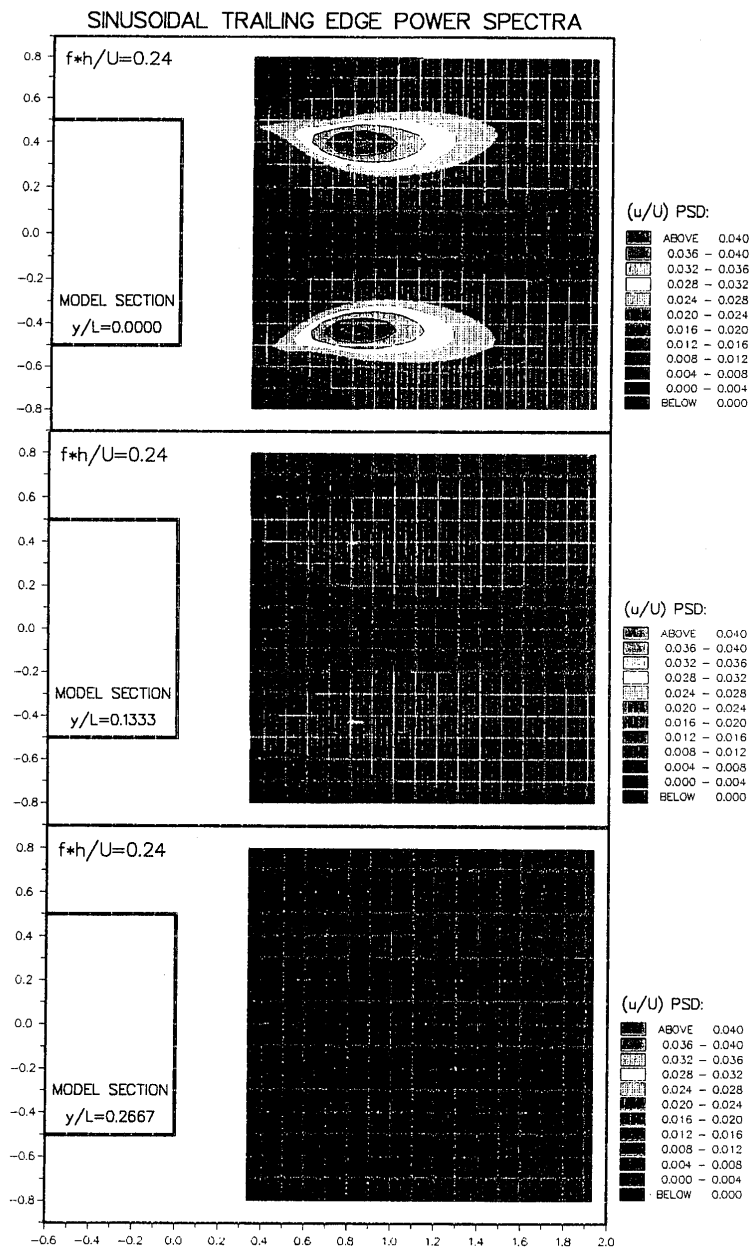 SINUSOIDAL TRAILING EDGE POWER SPECTRA
f*h/U=0.24
0.8
0.6
0.4
0.2
0.0
-0.2
-0.4
-0.6
-0.8
MODEL SECTION
y/L=0.0000
(u/U) PSD:
ABOVE 0.040
0.036 - 0.040
0.032 - 0.036
0.028 - 0.032
0.024 - 0.028
0.020 - 0.024
0.016 - 0.020
0.012 - 0.016
0.008 - 0.012
0.004 - 0.008
0.000 - 0.004
BELOW 0.000
f*h/U=0.24
0.8
0.6
0.4
0.2
0.0
-0.2
-0.4
-0.6
-0.8
MODEL SECTION
y/L=0.1333
(u/U) PSD:
ABOVE 0.040
0.036 - 0.040
0.032 - 0.036
0.028 - 0.032
0.024 - 0.028
0.020 - 0.024
0.016 - 0.020
0.012 - 0.016
0.008 - 0.012
0.004 - 0.008
0.000 - 0.004
BELOW 0.000
f*h/U=0.24
0.8
0.6
0.4
0.2
0.0
-0.2
-0.4
-0.6
-0.8
MODEL SECTION
y/L=0.2667
(u/U) PSD:
ABOVE 0.040
0.036 - 0.040
0.032 - 0.036
0.028 - 0.032
0.024 - 0.028
0.020 - 0.024
0.016 - 0.020
0.012 - 0.016
0.008 - 0.012
0.004 - 0.008
0.000 - 0.004
BELOW 0.000
-0.6 -0.4 -0.2 0.0 0.2 0.4 0.6 0.8 1.0 1.2 1.4 1.6 1.8 2.0